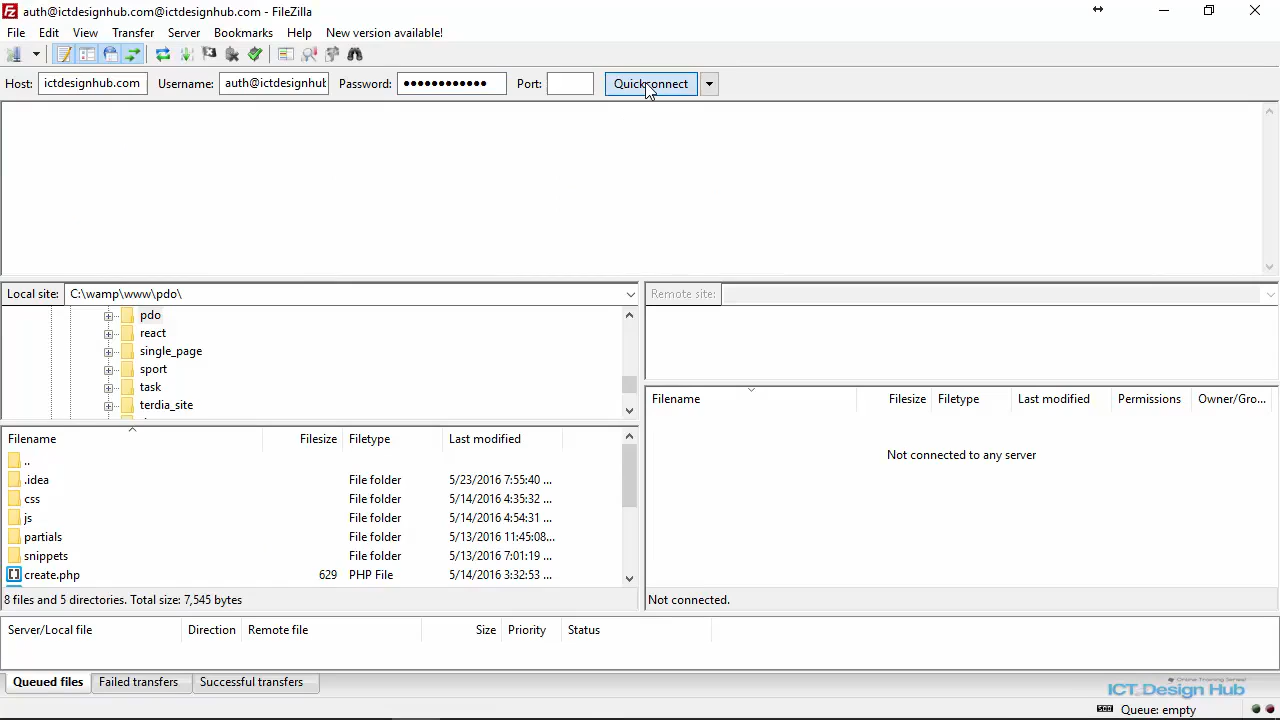 auth@ictdesignhub.com@ictdesignhub.com - FileZilla
File Edit View Transfer Server Bookmarks Help New version available!
Host: ictdesignhub.com Username: auth@ictdesignhub Password: ●●●●●●●●●●●● Port: Quickconnect
Local site: C:\wamp\www\pdo\
Remote site:
pdo
react
single_page
sport
task
terdia_site
Filename Filesize Filetype Last modified Permissions Owner/Gro...
Not connected to any server
Filename Filesize Filetype Last modified
..
.idea File folder 5/23/2016 7:55:40 ...
css File folder 5/14/2016 4:35:32 ...
js File folder 5/14/2016 4:54:31 ...
partials File folder 5/13/2016 11:45:08...
snippets File folder 5/13/2016 7:01:19 ...
create.php 629 PHP File 5/14/2016 3:32:53 ...
8 files and 5 directories. Total size: 7,545 bytes
Not connected.
Server/Local file Direction Remote file Size Priority Status
Queued files Failed transfers Successful transfers
Online Training Series!
ICT Design Hub
Queue: empty